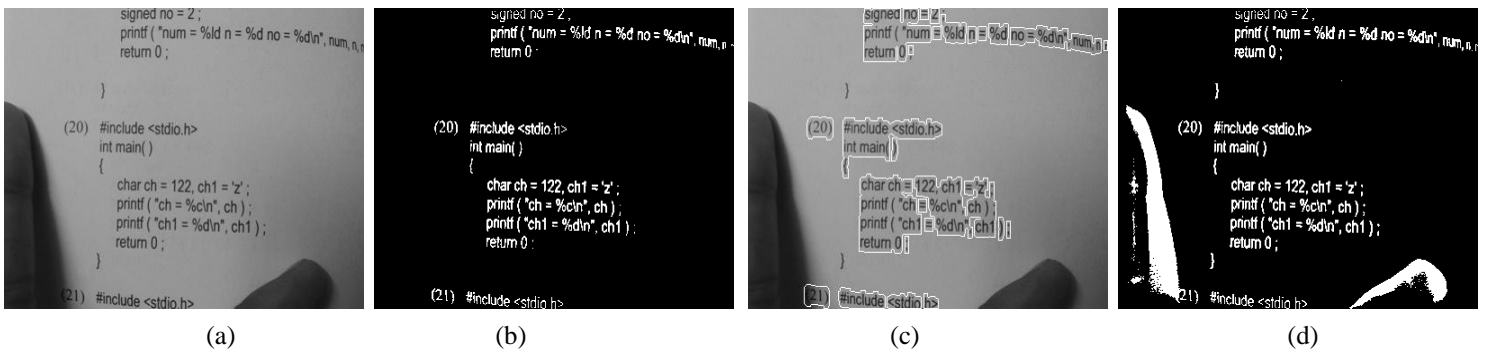 signed no = 2 ;
printf ( "num = %ld n = %d no = %d\n", num, n,
return 0 ;
}
(20) #include <stdio.h>
int main( )
{
char ch = 122, ch1 = 'z' ;
printf ( "ch = %c\n", ch ) ;
printf ( "ch1 = %d\n", ch1 ) ;
return 0 ;
}
(21) #include <stdio.h>
(a)
signed no = 2 ,
printf ( "num = %ld n = %d no = %d\n", num, n
return 0
(20) #include <stdio.h>
int main( )
char ch = 122, ch1 = 'z' ;
printf ( "ch = %c\n", ch ) ;
printf ( "ch1 = %d\n", ch1 ) ;
return 0 :
(21) #include <stdio h>
(b)
signed no = 2 ;
printf ( "num = %ld n = %d no = %d\n", num, n
return 0 ;
}
(20) #include <stdio.h>
int main( )
{
char ch = 122, ch1 = 'z' ;
printf ( "ch = %c\n", ch ) ;
printf ( "ch1 = %d\n", ch1 ) ;
return 0 ;
}
(21) #include <stdio.h>
(c)
signed no = 2 ,
printf ( "num = %ld n = %d no = %d\n", num, n,
return 0 ;
}
(20) #include <stdio.h>
int main( )
{
char ch = 122, ch1 = 'z' ;
printf ( "ch = %c\n", ch ) ;
printf ( "ch1 = %d\n", ch1 ) ;
return 0 ;
}
21) #include <stdio.h>
(d)